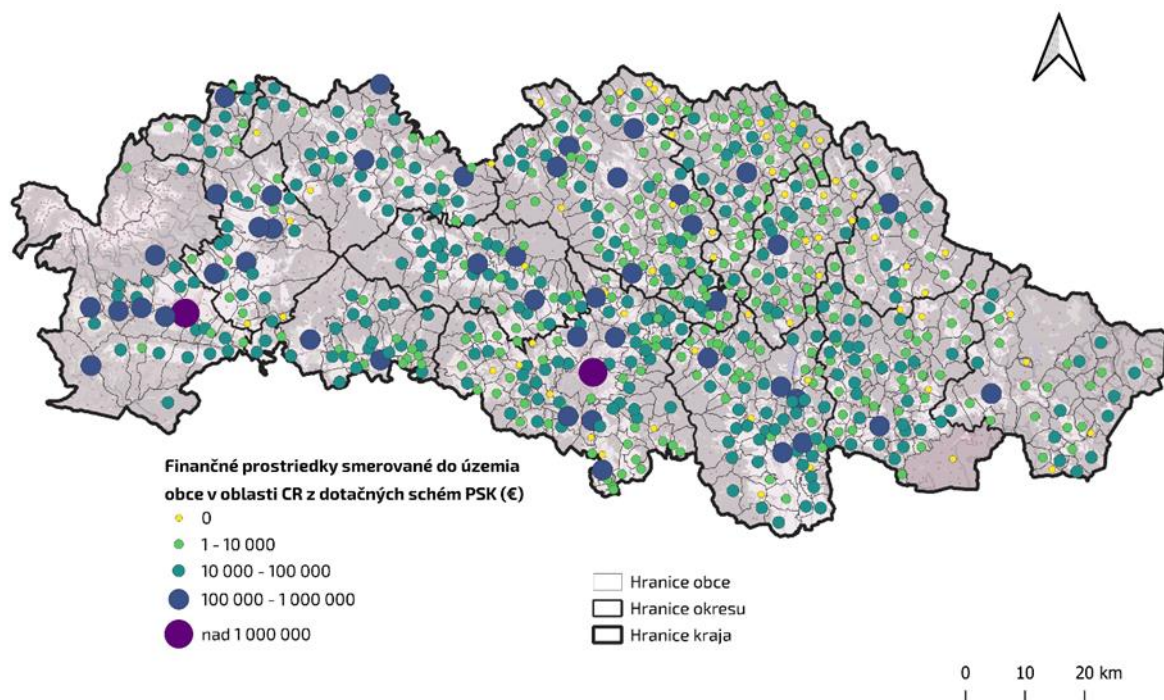 Finančné prostriedky smerované do územia
obce v oblasti CR z dotačných schém PSK (€)
0
1 - 10 000
10 000 - 100 000
100 000 - 1 000 000
nad 1 000 000
Hranice obce
Hranice okresu
Hranice kraja
0 10 20 km